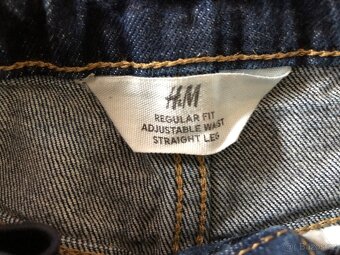 H&M
REGULAR FIT
ADJUSTABLE WAIST
STRAIGHT LEG